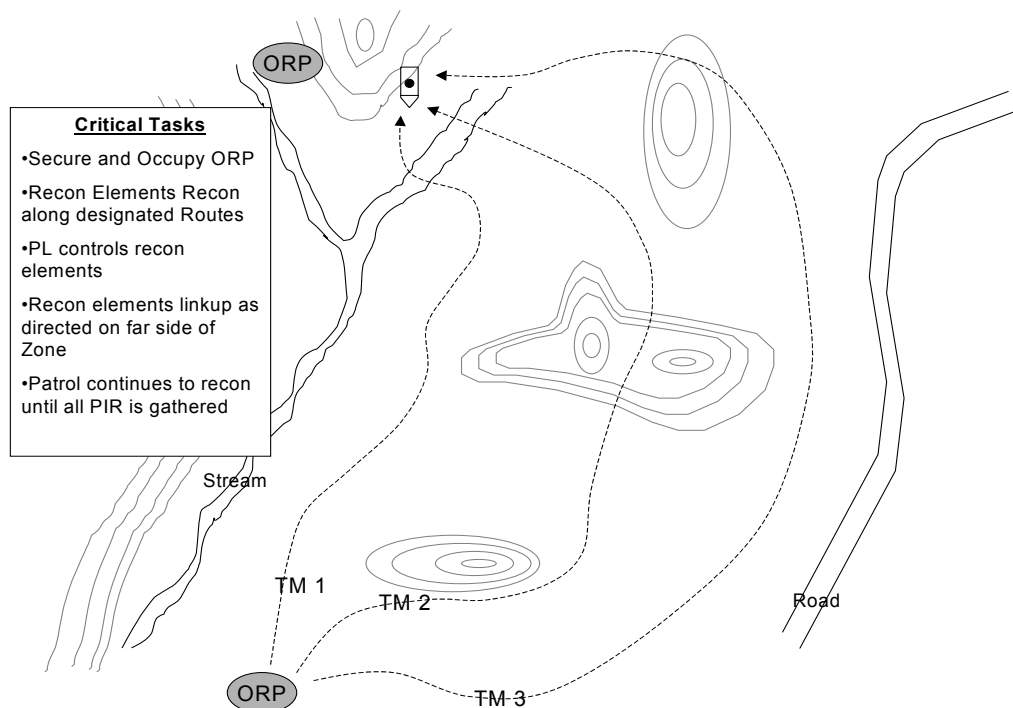 ORP
Critical Tasks
•Secure and Occupy ORP
•Recon Elements Recon
along designated Routes
•PL controls recon
elements
•Recon elements linkup as
directed on far side of
Zone
•Patrol continues to recon
until all PIR is gathered
Stream
TM 1
TM 2
Road
ORP
TM 3